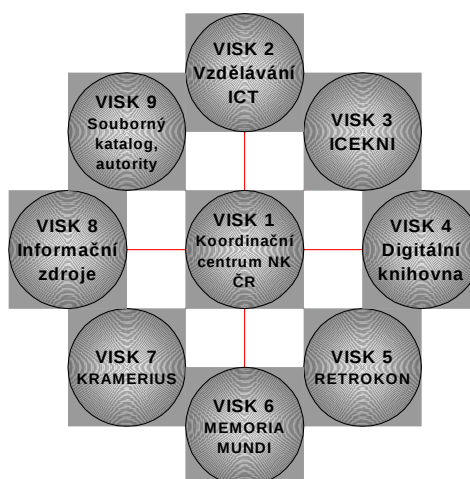 VISK 2
Vzdělávání
ICT
VISK 9
Souborný
katalog,
autority
VISK 3
ICEKNI
VISK 8
Informační
zdroje
VISK 1
Koordinační
centrum NK
ČR
VISK 4
Digitální
knihovna
VISK 7
KRAMERIUS
VISK 5
RETROKON
VISK 6
MEMORIA
MUNDI